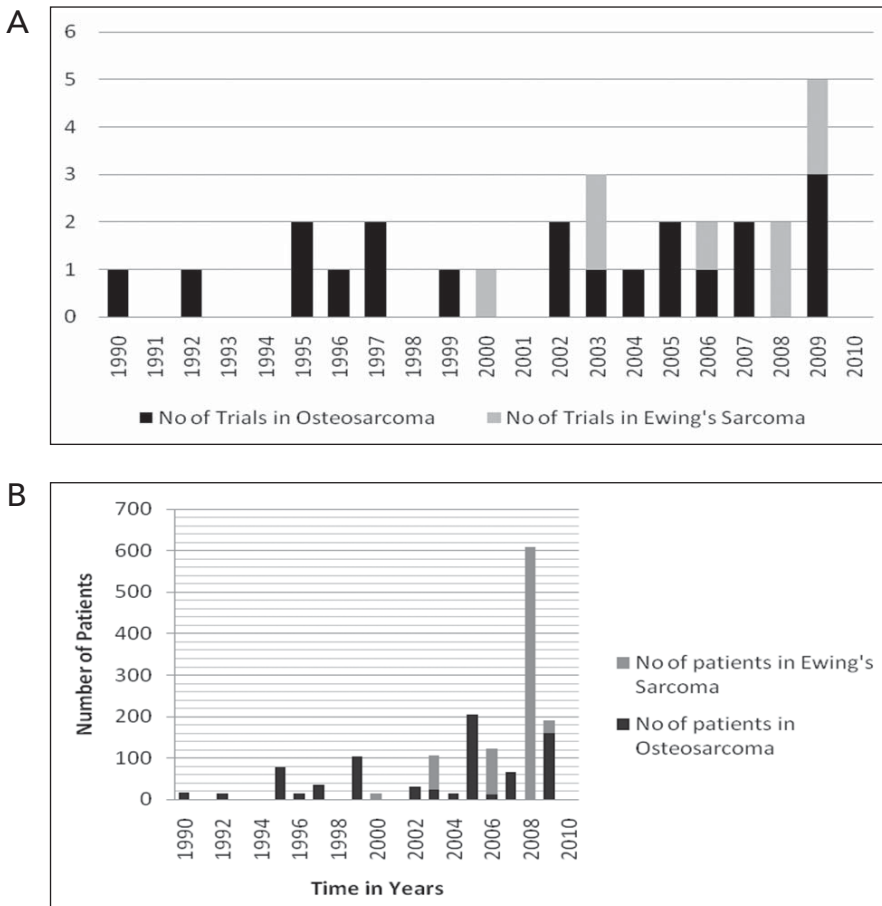 A
6
5
4
3
2
1
0
1990 1991 1992 1993 1994 1995 1996 1997 1998 1999 2000 2001 2002 2003 2004 2005 2006 2007 2008 2009 2010
No of Trials in Osteosarcoma No of Trials in Ewing's Sarcoma
B
700
600
500
400
300
200
100
0
Number of Patients
1990 1992 1994 1996 1998 2000 2002 2004 2006 2008 2010
Time in Years
No of patients in Ewing's
Sarcoma
No of patients in
Osteosarcoma